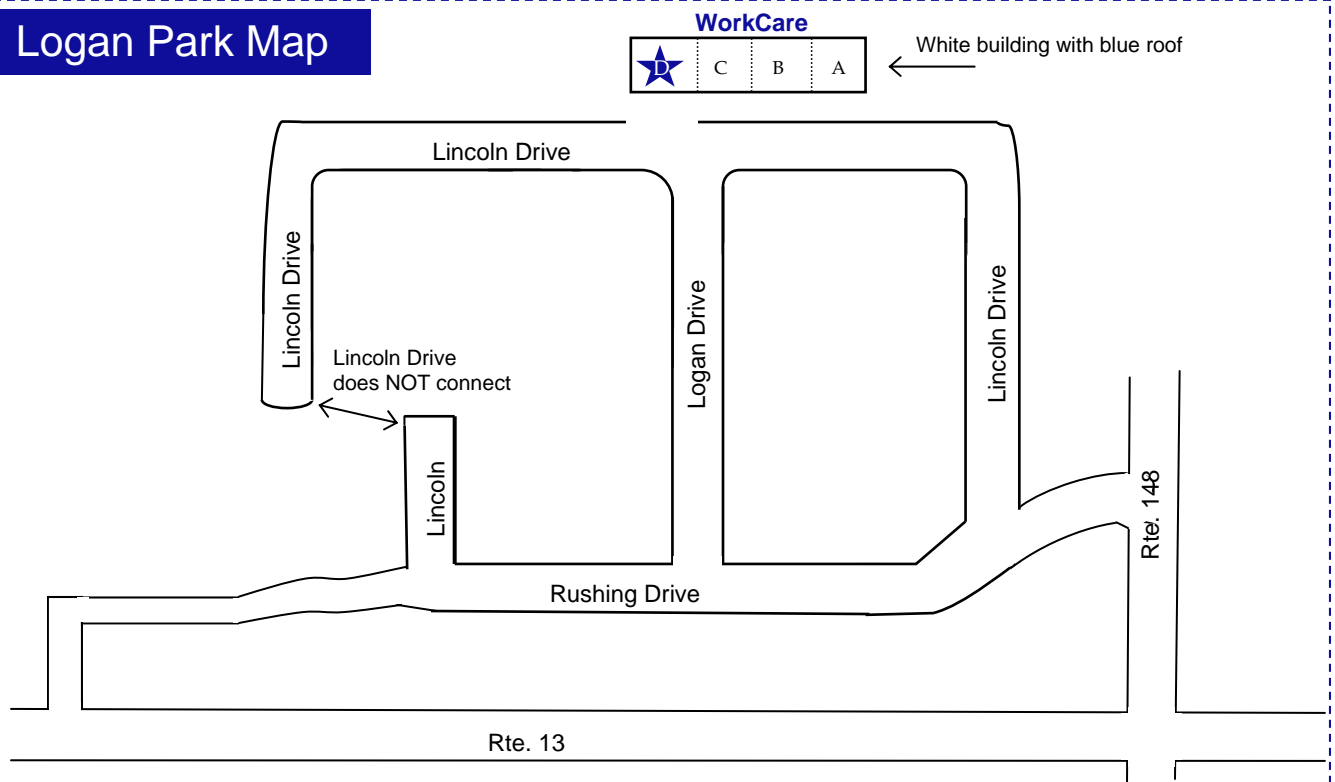 Logan Park Map
WorkCare
D C B A
White building with blue roof
Lincoln Drive
Lincoln Drive
Lincoln Drive
does NOT connect
Logan Drive
Lincoln Drive
Lincoln
Rte. 148
Rushing Drive
Rte. 13